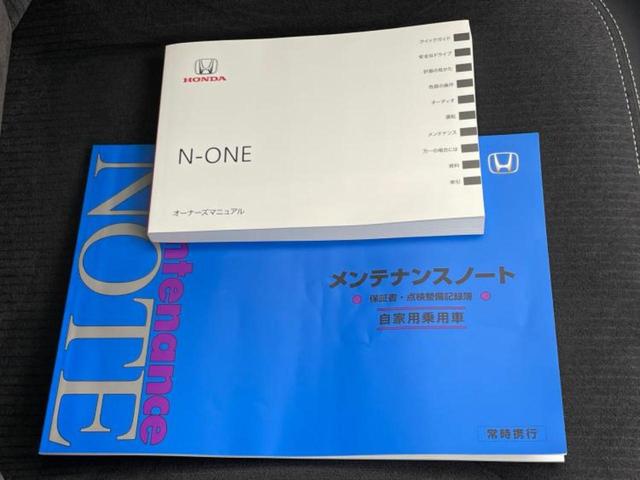 HONDA
N-ONE
オーナーズマニュアル
クイックガイド
安全なドライブ
計器の見かた
各部の操作
オーディオ
運転
メンテナンス
万一の場合には
資料
索引
NOTE
intenance
メンテナンスノート
保証書・点検整備記録簿
自家用乗用車
常時携行